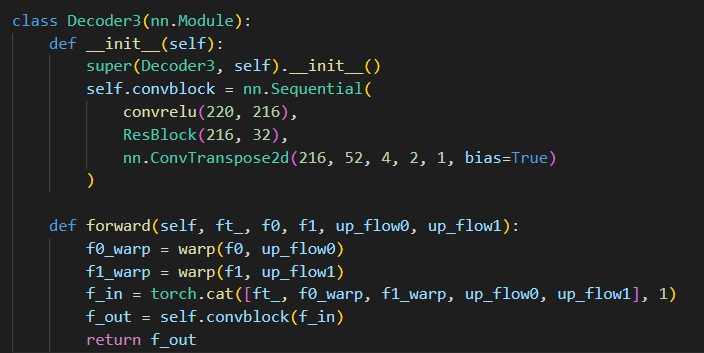 class Decoder3(nn.Module):
    def __init__(self):
        super(Decoder3, self).__init__()
        self.convblock = nn.Sequential(
            convrelu(220, 216),
            ResBlock(216, 32),
            nn.ConvTranspose2d(216, 52, 4, 2, 1, bias=True)
        )

    def forward(self, ft_, f0, f1, up_flow0, up_flow1):
        f0_warp = warp(f0, up_flow0)
        f1_warp = warp(f1, up_flow1)
        f_in = torch.cat([ft_, f0_warp, f1_warp, up_flow0, up_flow1], 1)
        f_out = self.convblock(f_in)
        return f_out